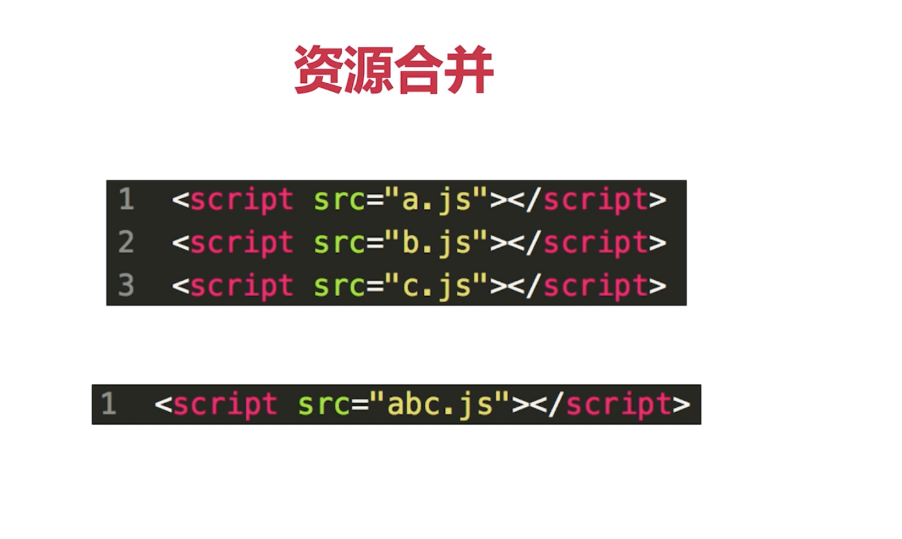 资源合并
1 <script src="a.js"></script>
2 <script src="b.js"></script>
3 <script src="c.js"></script>
1 <script src="abc.js"></script>